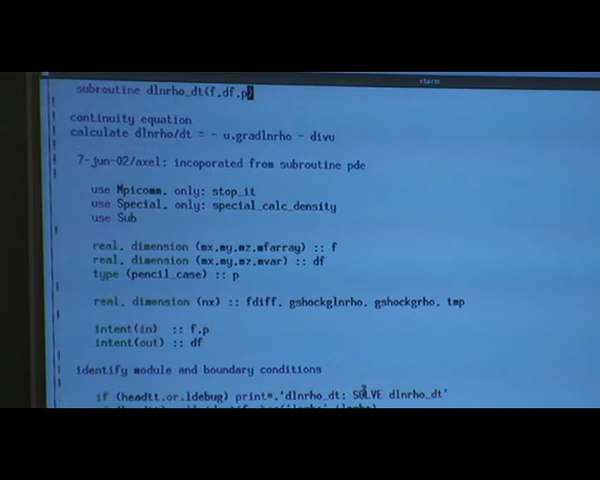 xterm
subroutine dlnrho_dt(f,df,p)
!
! continuity equation
! calculate dlnrho/dt = - u.gradlnrho - divu
!
! 7-jun-02/axel: incoporated from subroutine pde
!
use Mpicomm, only: stop_it
use Special, only: special_calc_density
use Sub
!
real, dimension (mx,my,mz,mfarray) :: f
real, dimension (mx,my,mz,mvar) :: df
type (pencil_case) :: p
!
real, dimension (nx) :: fdiff, gshockglnrho, gshockgrho, tmp
!
intent(in) :: f,p
intent(out) :: df
!
! identify module and boundary conditions
!
if (headtt.or.ldebug) print*,'dlnrho_dt: SOLVE dlnrho_dt'